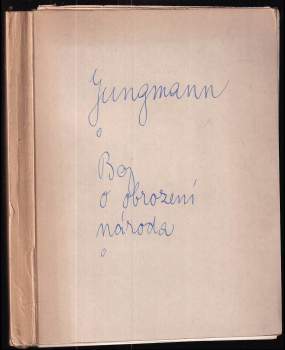 Jungmann
Boj
o obrození
národa